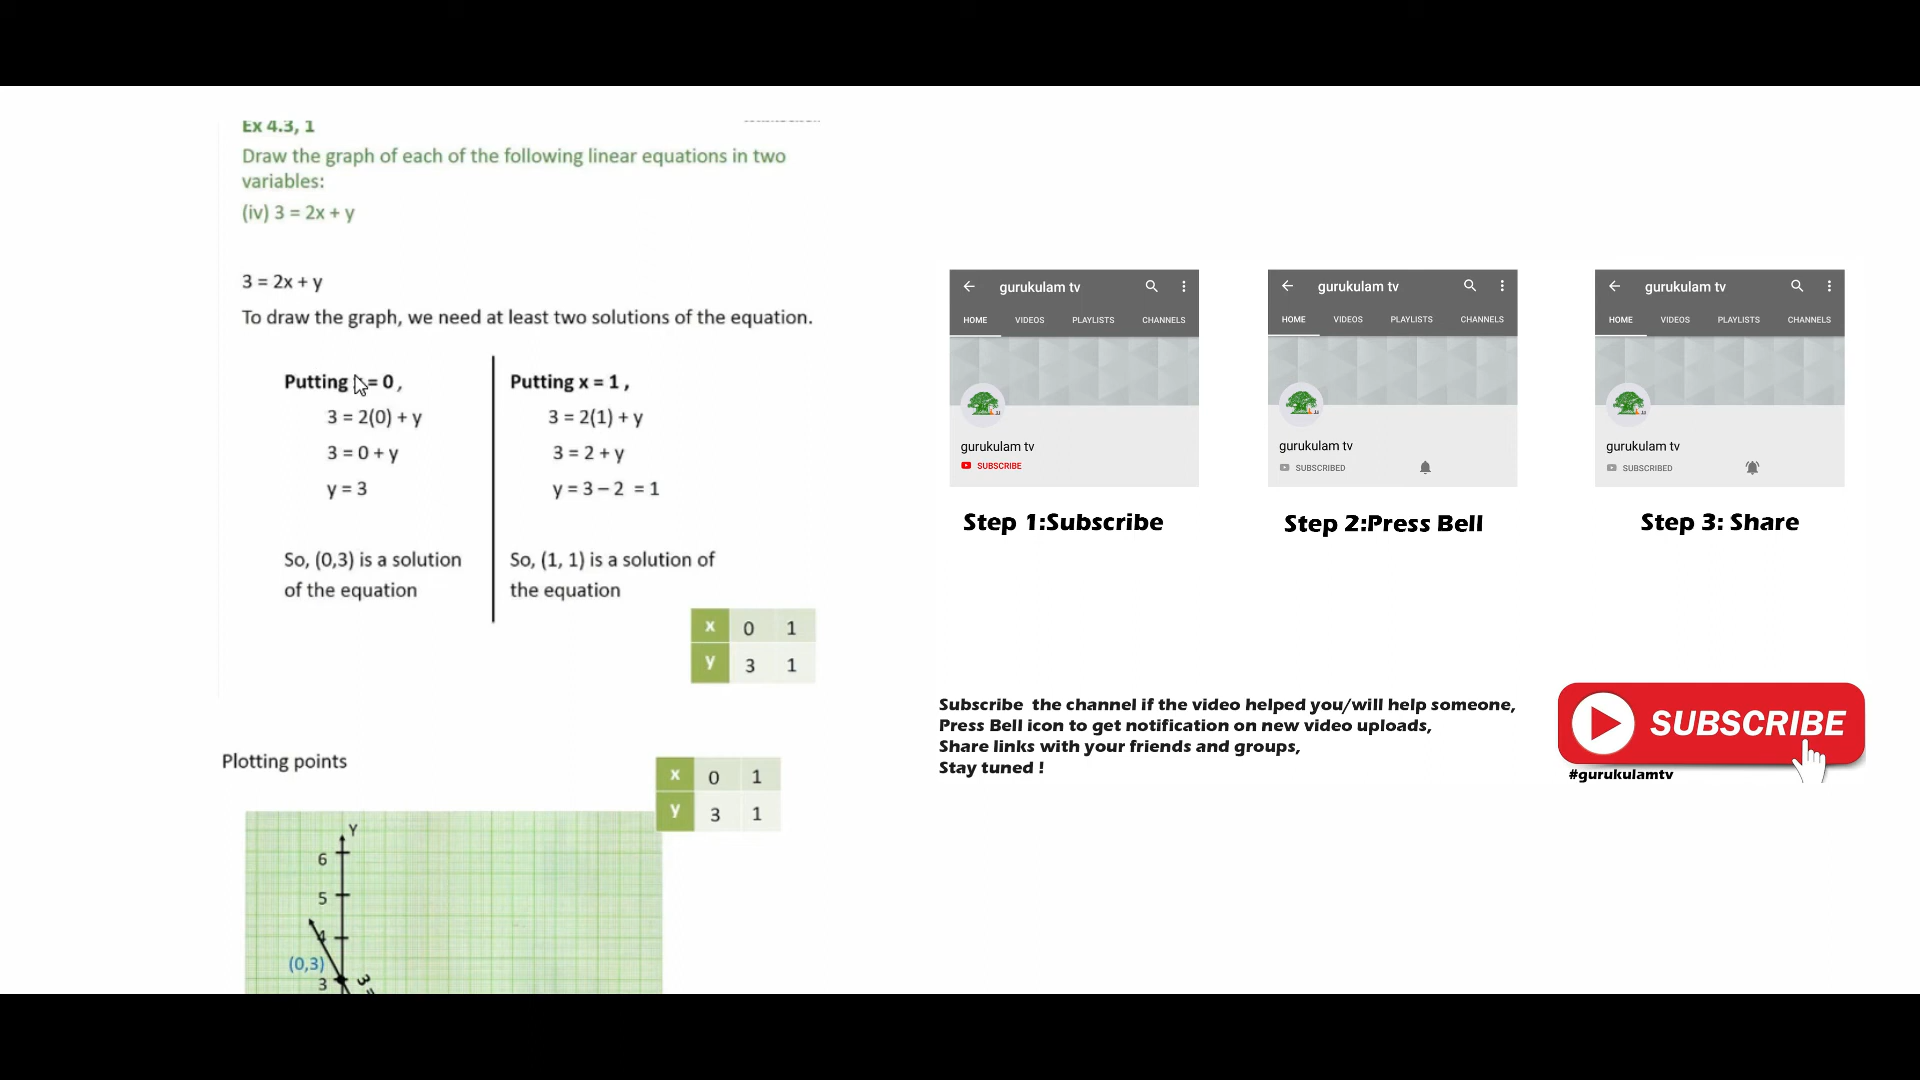 Ex 4.3, 1
Draw the graph of each of the following linear equations in two
variables:
(iv) 3 = 2x + y
3 = 2x + y
To draw the graph, we need at least two solutions of the equation.
Putting = 0 ,
3 = 2(0) + y
3 = 0 + y
y = 3
So, (0,3) is a solution
of the equation
Putting x = 1 ,
3 = 2(1) + y
3 = 2 + y
y = 3 – 2 = 1
So, (1, 1) is a solution of
the equation
x 0 1
y 3 1
Plotting points
x 0 1
y 3 1
Y
6
5
4
(0,3)
3
3 =
gurukulam tv
HOME VIDEOS PLAYLISTS CHANNELS
gurukulam tv
SUBSCRIBE
Step 1:Subscribe
gurukulam tv
HOME VIDEOS PLAYLISTS CHANNELS
gurukulam tv
SUBSCRIBED
Step 2:Press Bell
gurukulam tv
HOME VIDEOS PLAYLISTS CHANNELS
gurukulam tv
SUBSCRIBED
Step 3: Share
Subscribe the channel if the video helped you/will help someone,
Press Bell icon to get notification on new video uploads,
Share links with your friends and groups,
Stay tuned !
SUBSCRIBE
#gurukulamtv